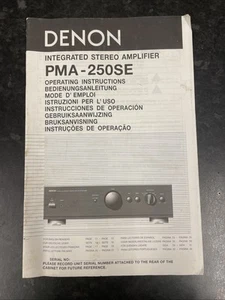 DENON
INTEGRATED STEREO AMPLIFIER
PMA-250SE
OPERATING INSTRUCTIONS
BEDIENUNGSANLEITUNG
MODE D'EMPLOI
ISTRUZIONI PER L'USO
INSTRUCCIONES DE OPERACIÓN
GEBRUIKSAANWIJZING
BRUKSANVISNING
INSTRUÇÕES DE OPERAÇÃO
SERIAL NO.
PLEASE RECORD UNIT SERIAL NUMBER ATTACHED TO THE REAR OF THE
CABINET FOR FUTURE REFERENCE.